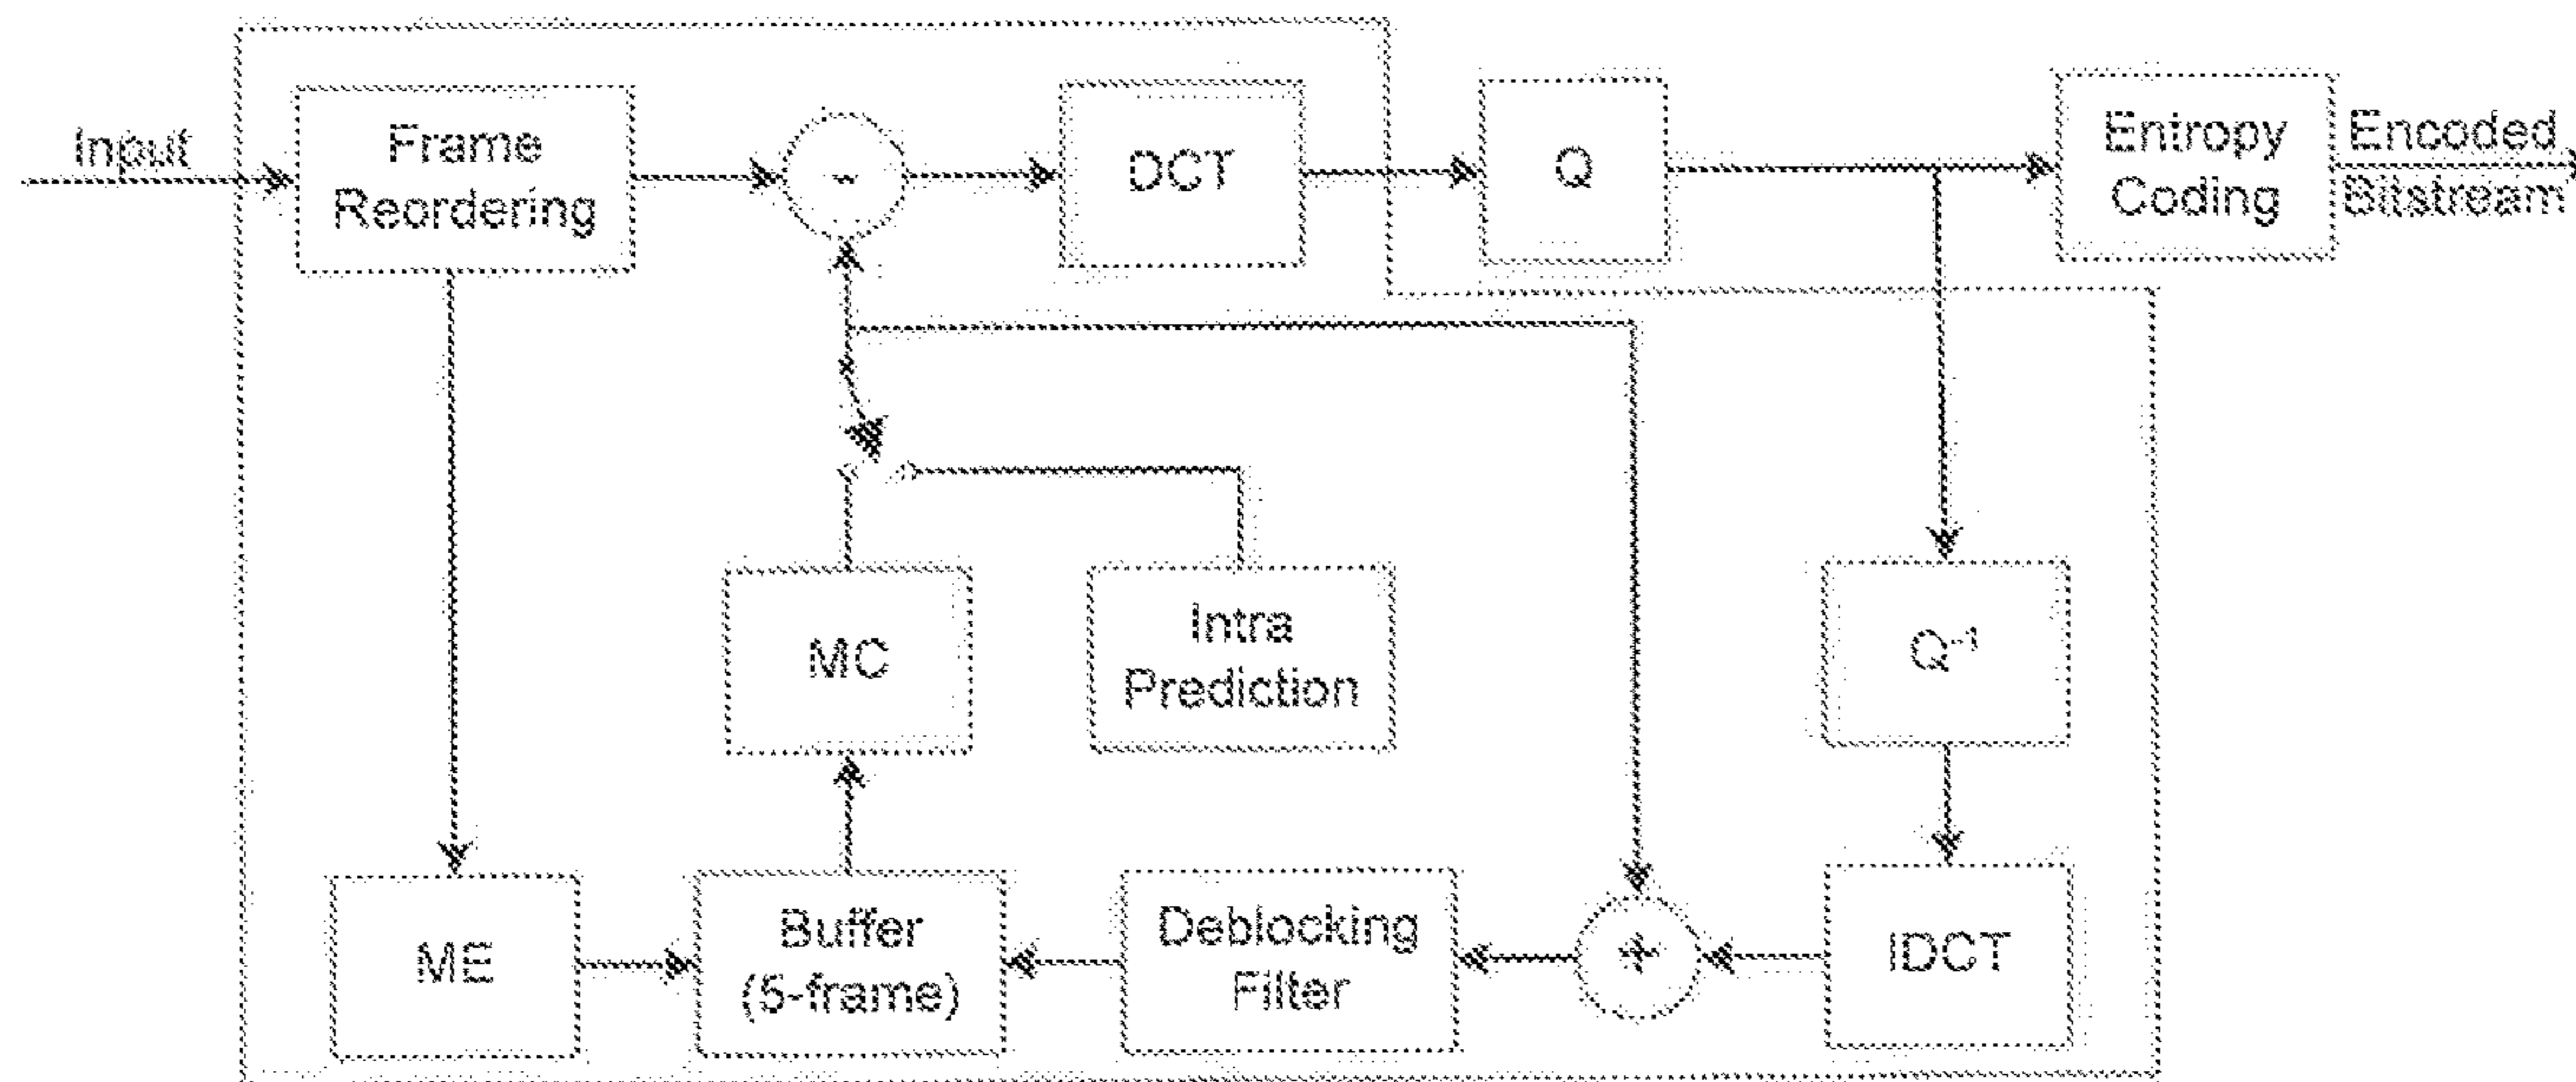 Input
Frame
Reordering
-
DCT
Q
Entropy
Coding
Encoded
Bitstream
MC
Intra
Prediction
Q-1
ME
Buffer
(5-frame)
Deblocking
Filter
+
IDCT